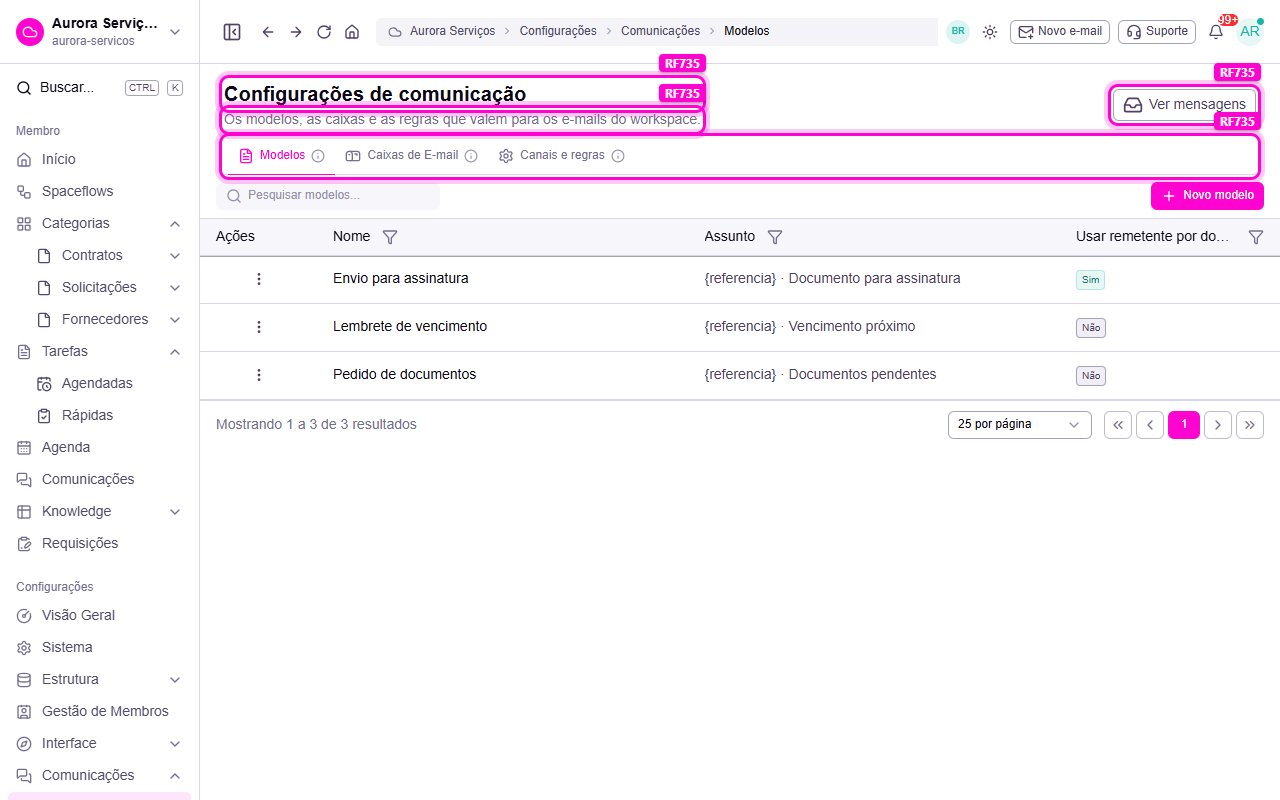 Aurora Serviç...
aurora-servicos
Buscar... CTRL K
Membro
Início
Spaceflows
Categorias
Contratos
Solicitações
Fornecedores
Tarefas
Agendadas
Rápidas
Agenda
Comunicações
Knowledge
Requisições
Configurações
Visão Geral
Sistema
Estrutura
Gestão de Membros
Interface
Comunicações
Aurora Serviços > Configurações > Comunicações > Modelos
BR
Novo e-mail
Suporte
99+
AR
RF735
Configurações de comunicação
RF735
Os modelos, as caixas e as regras que valem para os e-mails do workspace.
RF735
Ver mensagens
RF735
Modelos
Caixas de E-mail
Canais e regras
Pesquisar modelos...
Novo modelo
Ações Nome Assunto Usar remetente por do...
Envio para assinatura {referencia} · Documento para assinatura Sim
Lembrete de vencimento {referencia} · Vencimento próximo Não
Pedido de documentos {referencia} · Documentos pendentes Não
Mostrando 1 a 3 de 3 resultados
25 por página
1